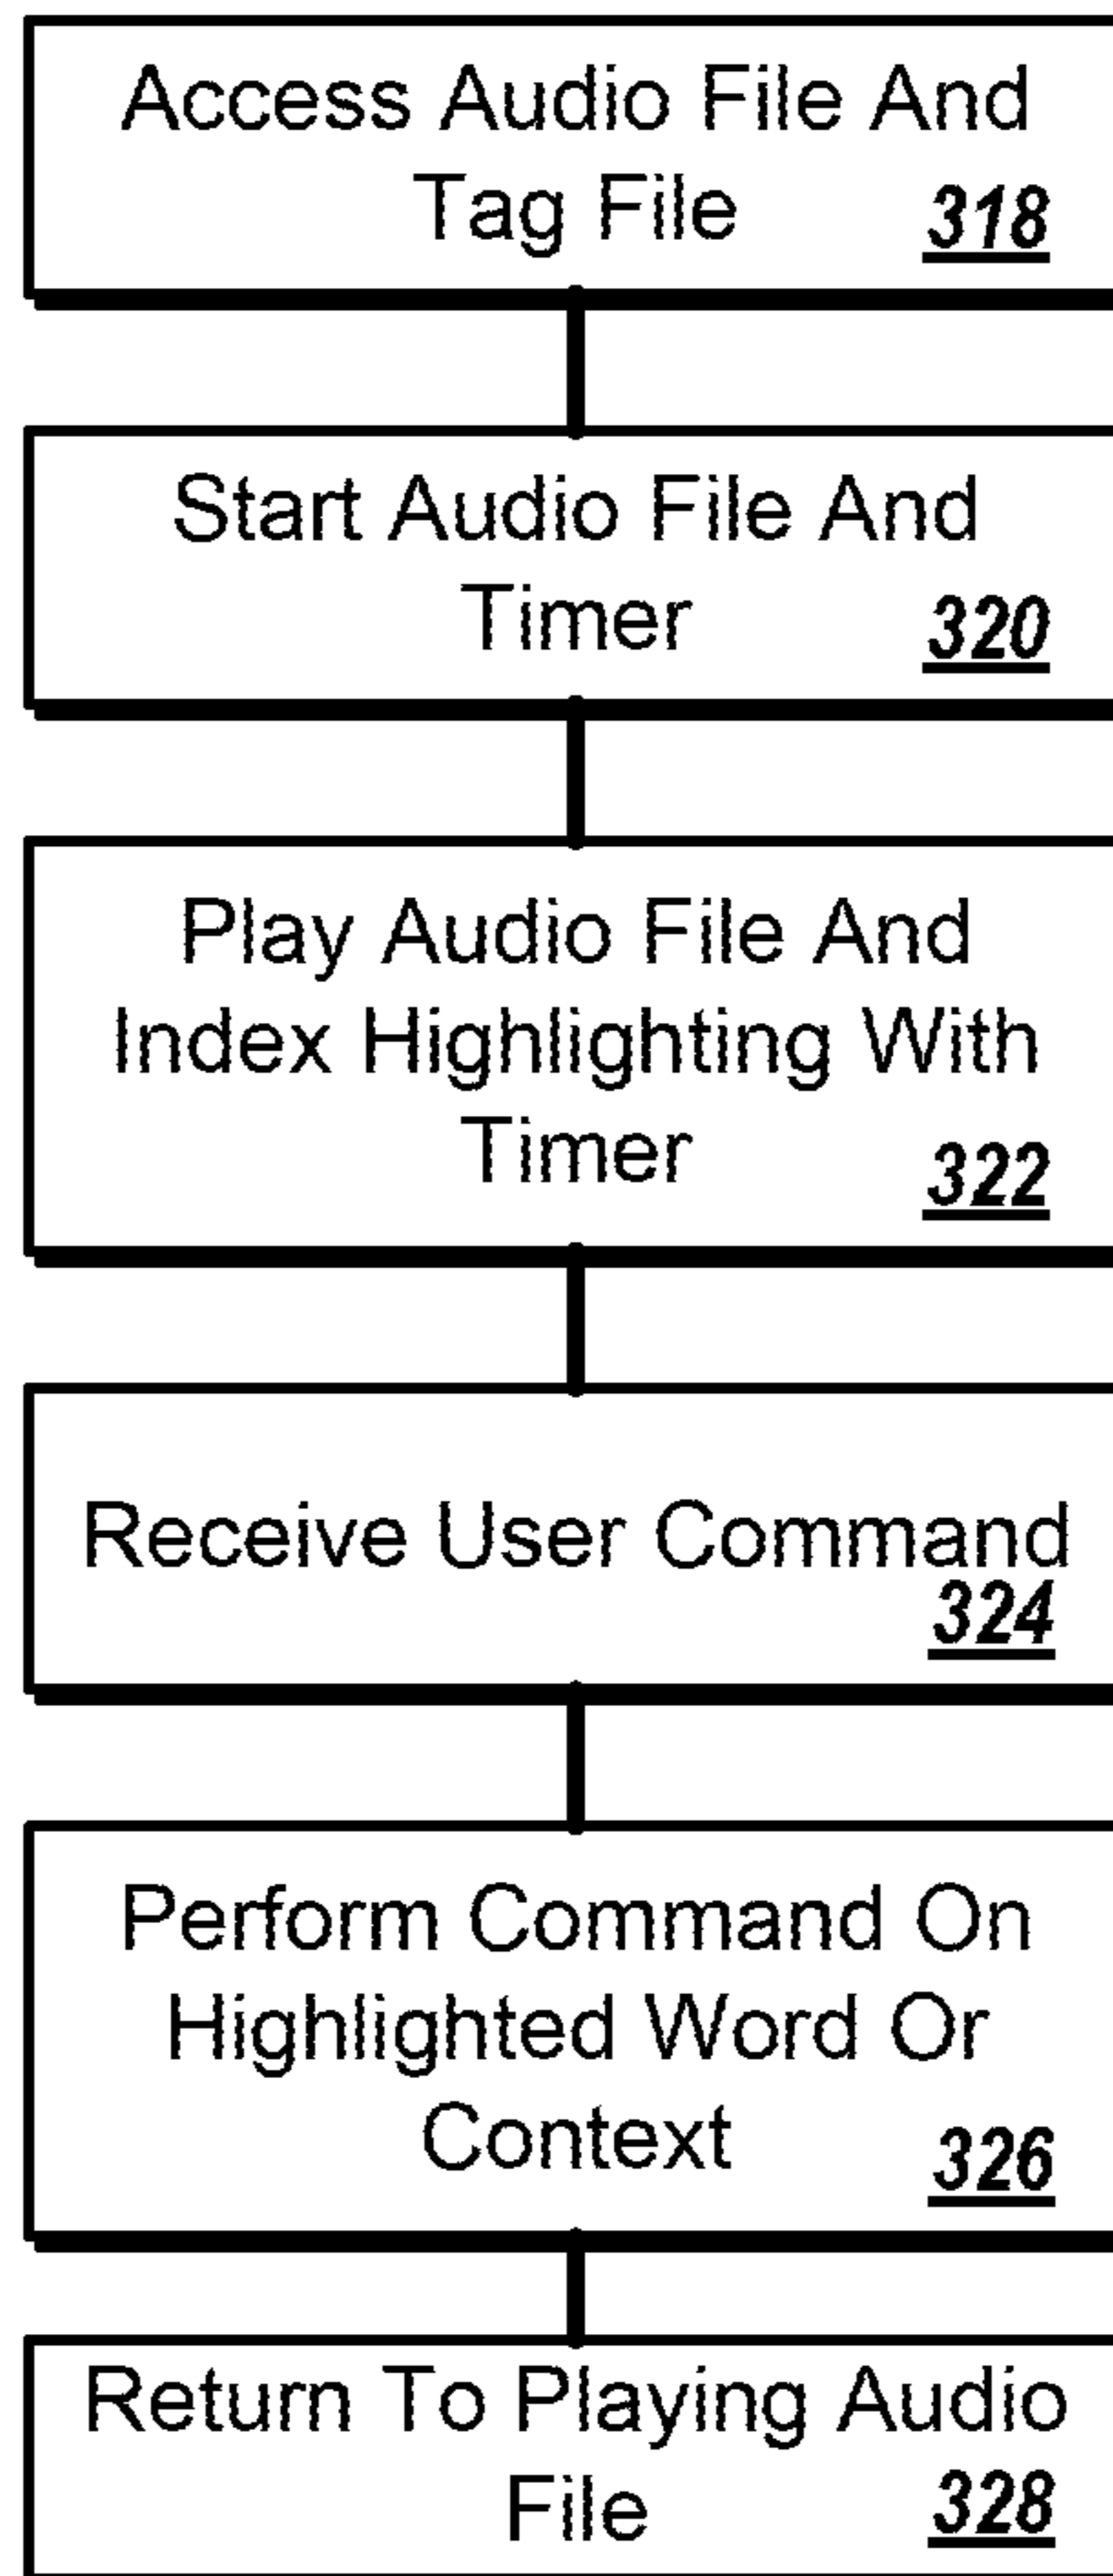 Access Audio File And
Tag File 318
Start Audio File And
Timer 320
Play Audio File And
Index Highlighting With
Timer 322
Receive User Command
324
Perform Command On
Highlighted Word Or
Context 326
Return To Playing Audio
File 328